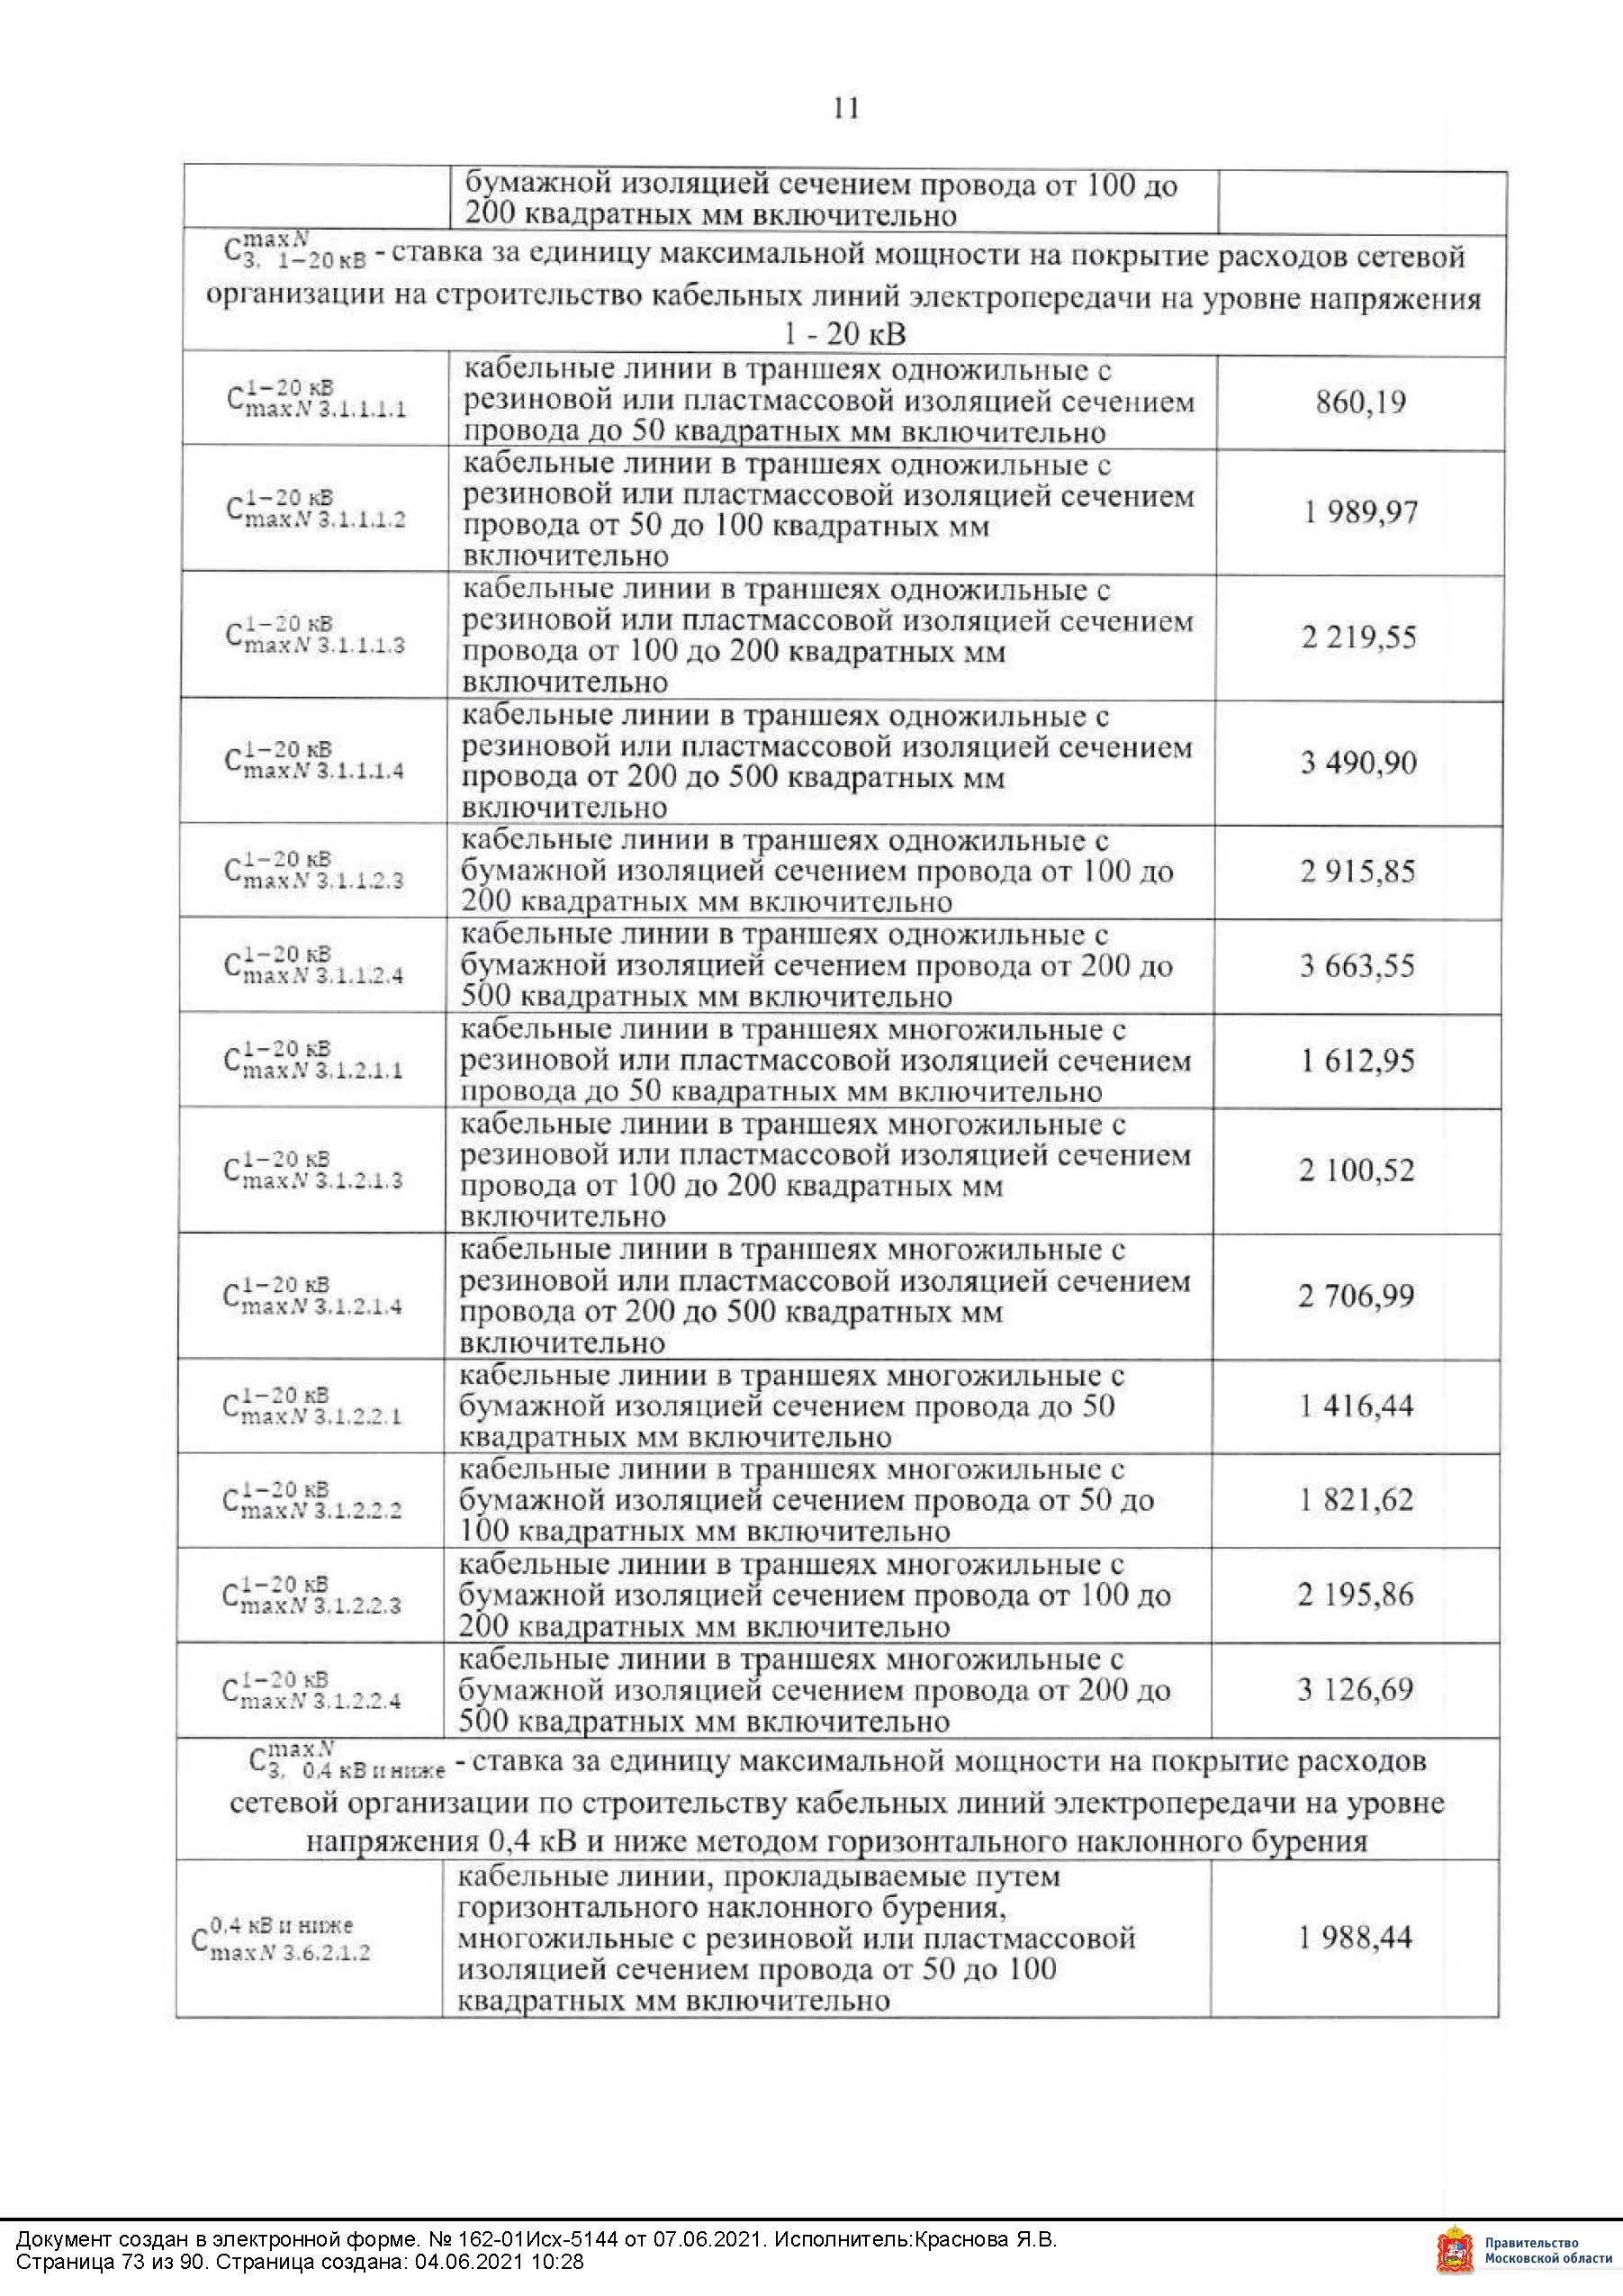 11
бумажной изоляцией сечением провода от 100 до
200 квадратных мм включительно
C maxN 3, 1–20 кВ - ставка за единицу максимальной мощности на покрытие расходов сетевой
организации на строительство кабельных линий электропередачи на уровне напряжения
1 - 20 кВ
C 1–20 кВ
maxN 3.1.1.1.1
кабельные линии в траншеях одножильные с
резиновой или пластмассовой изоляцией сечением
провода до 50 квадратных мм включительно
860,19
C 1–20 кВ
maxN 3.1.1.1.2
кабельные линии в траншеях одножильные с
резиновой или пластмассовой изоляцией сечением
провода от 50 до 100 квадратных мм
включительно
1 989,97
C 1–20 кВ
maxN 3.1.1.1.3
кабельные линии в траншеях одножильные с
резиновой или пластмассовой изоляцией сечением
провода от 100 до 200 квадратных мм
включительно
2 219,55
C 1–20 кВ
maxN 3.1.1.1.4
кабельные линии в траншеях одножильные с
резиновой или пластмассовой изоляцией сечением
провода от 200 до 500 квадратных мм
включительно
3 490,90
C 1–20 кВ
maxN 3.1.1.2.3
кабельные линии в траншеях одножильные с
бумажной изоляцией сечением провода от 100 до
200 квадратных мм включительно
2 915,85
C 1–20 кВ
maxN 3.1.1.2.4
кабельные линии в траншеях одножильные с
бумажной изоляцией сечением провода от 200 до
500 квадратных мм включительно
3 663,55
C 1–20 кВ
maxN 3.1.2.1.1
кабельные линии в траншеях многожильные с
резиновой или пластмассовой изоляцией сечением
провода до 50 квадратных мм включительно
1 612,95
C 1–20 кВ
maxN 3.1.2.1.3
кабельные линии в траншеях многожильные с
резиновой или пластмассовой изоляцией сечением
провода от 100 до 200 квадратных мм
включительно
2 100,52
C 1–20 кВ
maxN 3.1.2.1.4
кабельные линии в траншеях многожильные с
резиновой или пластмассовой изоляцией сечением
провода от 200 до 500 квадратных мм
включительно
2 706,99
C 1–20 кВ
maxN 3.1.2.2.1
кабельные линии в траншеях многожильные с
бумажной изоляцией сечением провода до 50
квадратных мм включительно
1 416,44
C 1–20 кВ
maxN 3.1.2.2.2
кабельные линии в траншеях многожильные с
бумажной изоляцией сечением провода от 50 до
100 квадратных мм включительно
1 821,62
C 1–20 кВ
maxN 3.1.2.2.3
кабельные линии в траншеях многожильные с
бумажной изоляцией сечением провода от 100 до
200 квадратных мм включительно
2 195,86
C 1–20 кВ
maxN 3.1.2.2.4
кабельные линии в траншеях многожильные с
бумажной изоляцией сечением провода от 200 до
500 квадратных мм включительно
3 126,69
C maxN 3, 0,4 кВ и ниже - ставка за единицу максимальной мощности на покрытие расходов
сетевой организации по строительству кабельных линий электропередачи на уровне
напряжения 0,4 кВ и ниже методом горизонтального наклонного бурения
C 0,4 кВ и ниже
maxN 3.6.2.1.2
кабельные линии, прокладываемые путем
горизонтального наклонного бурения,
многожильные с резиновой или пластмассовой
изоляцией сечением провода от 50 до 100
квадратных мм включительно
1 988,44
Документ создан в электронной форме. № 162-01Исх-5144 от 07.06.2021. Исполнитель:Краснова Я.В.
Страница 73 из 90. Страница создана: 04.06.2021 10:28
Правительство
Московской области